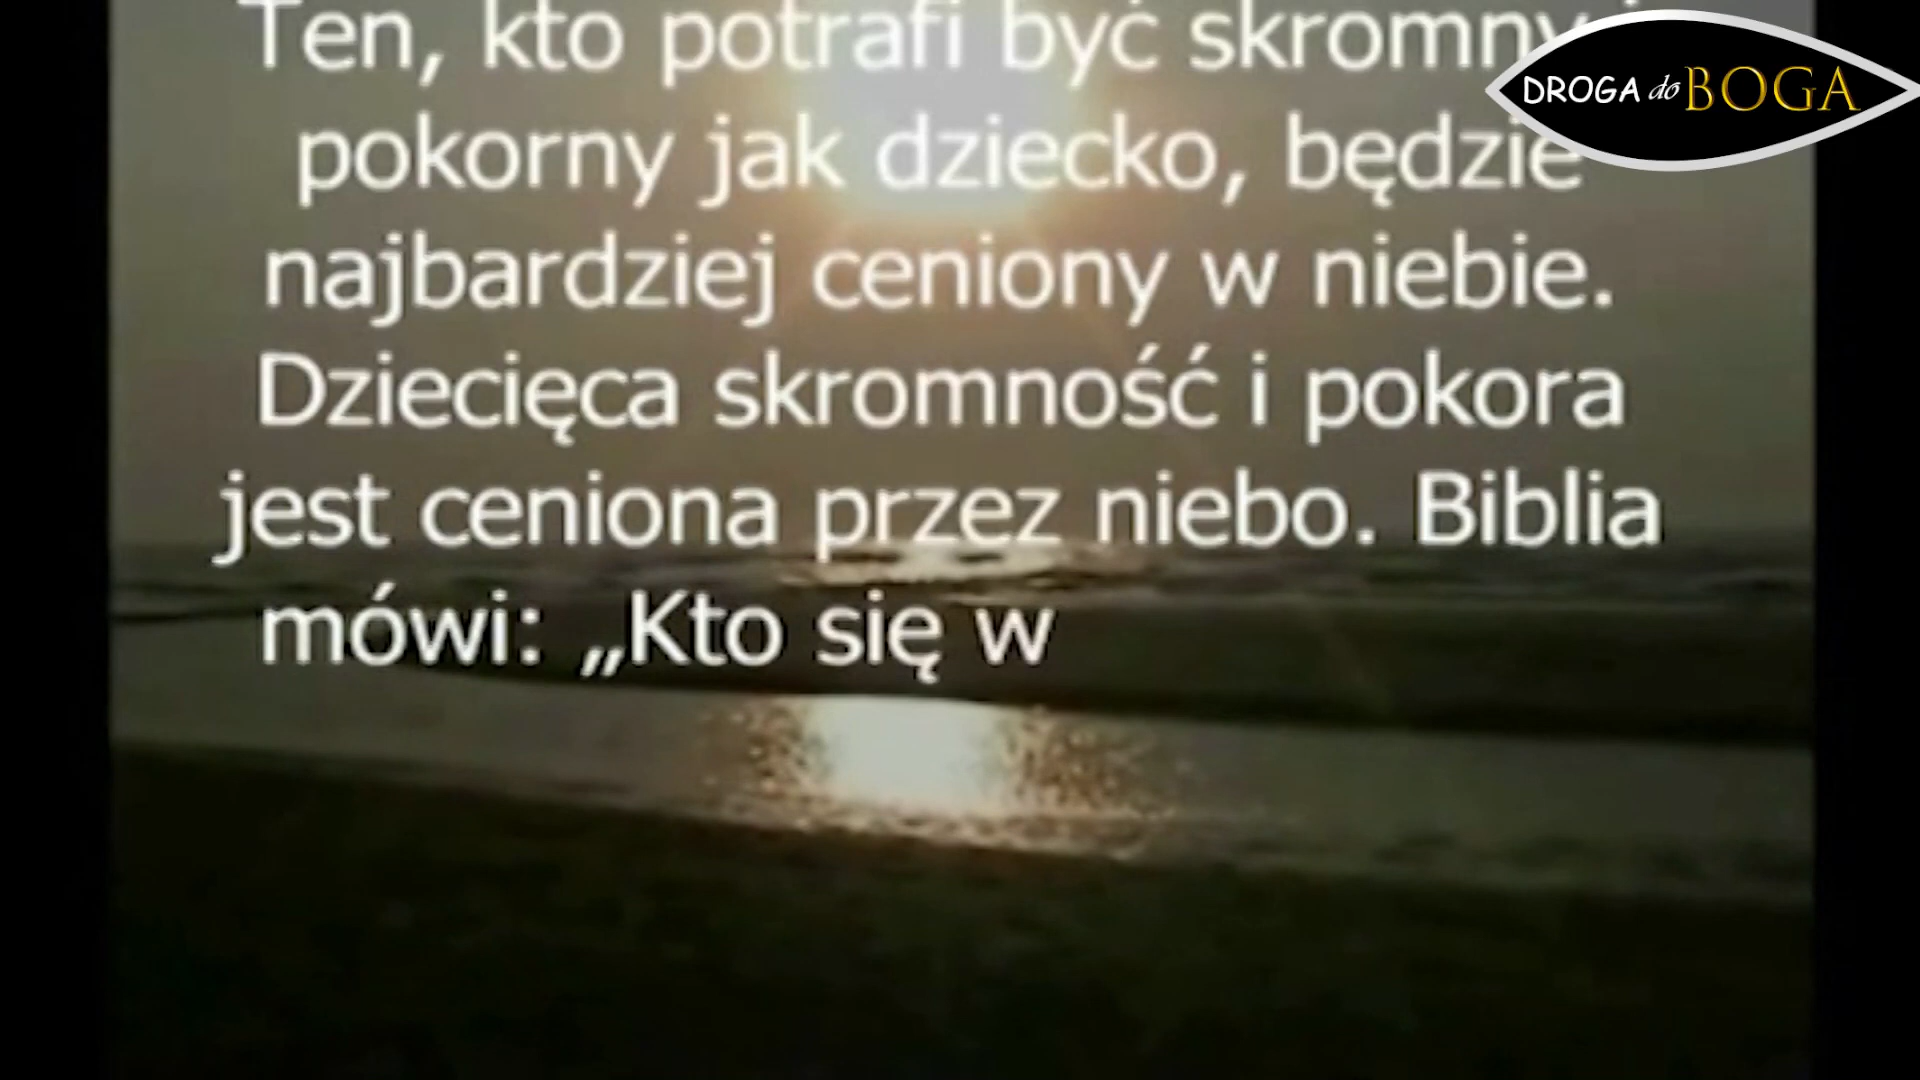 Ten, kto potrafi być skromny i
DROGA do BOGA
pokorny jak dziecko, będzie
najbardziej ceniony w niebie.
Dziecięca skromność i pokora
jest ceniona przez niebo. Biblia
mówi: „Kto się w